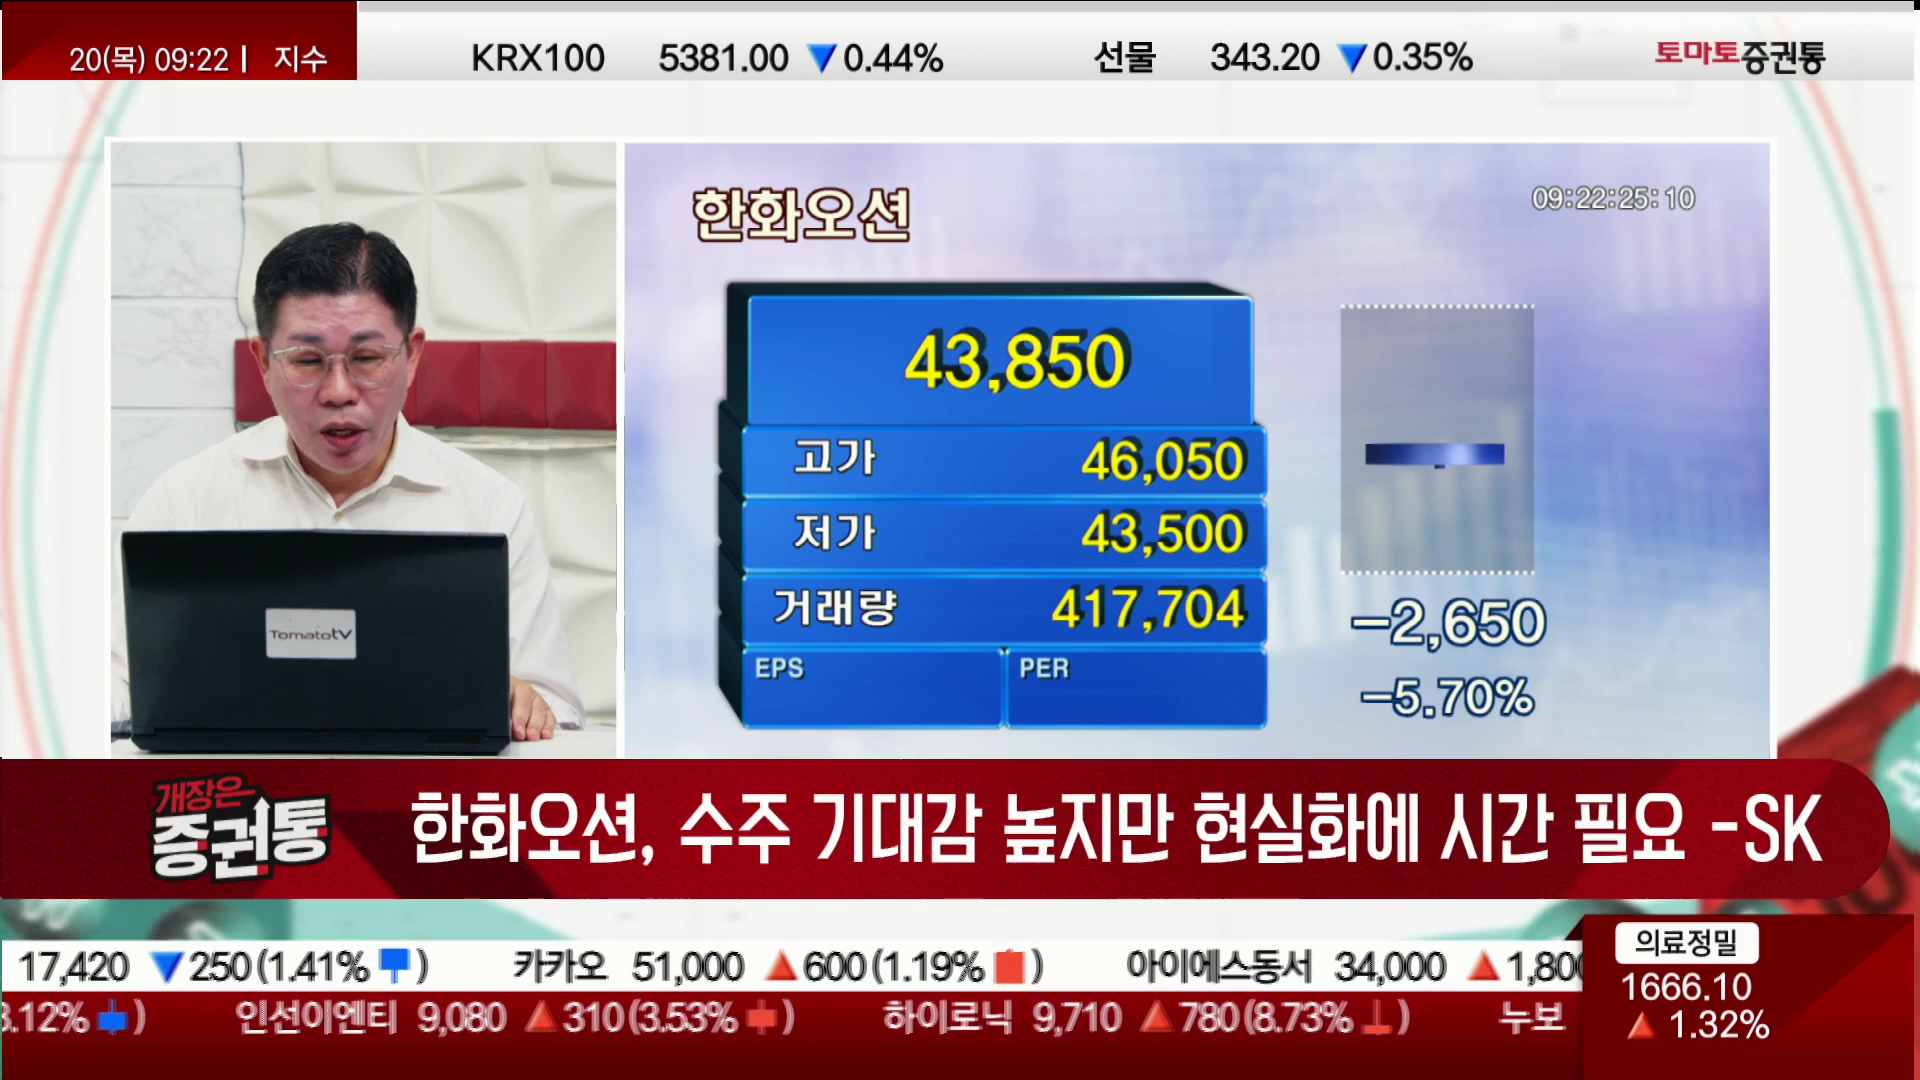 20(목) 09:22 | 지수 KRX100 5381.00 ▼0.44% 선물 343.20 ▼0.35% 토마토증권통
한화오션
09:22:25:10
43,850
고가 46,050
저가 43,500
거래량 417,704
EPS PER
-2,650
-5.70%
TomatoTV
개장은
증권통
한화오션, 수주 기대감 높지만 현실화에 시간 필요 -SK
17,420 ▼250(1.41%) 카카오 51,000 ▲600(1.19%) 아이에스동서 34,000 ▲1,80
.12%) 인선이엔티 9,080 ▲310(3.53%) 하이로닉 9,710 ▲780(8.73%) 누보
의료정밀
1666.10
▲ 1.32%